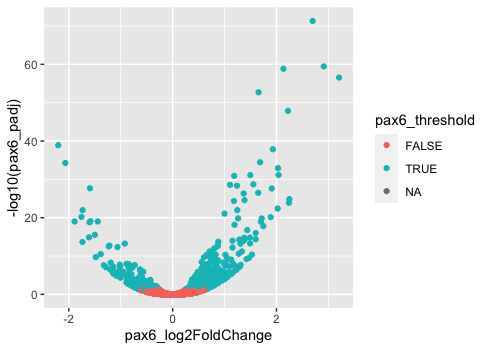 60
40
20
0
-log10(pax6_padj)
-2
0
2
pax6_log2FoldChange
pax6_threshold
FALSE
TRUE
NA